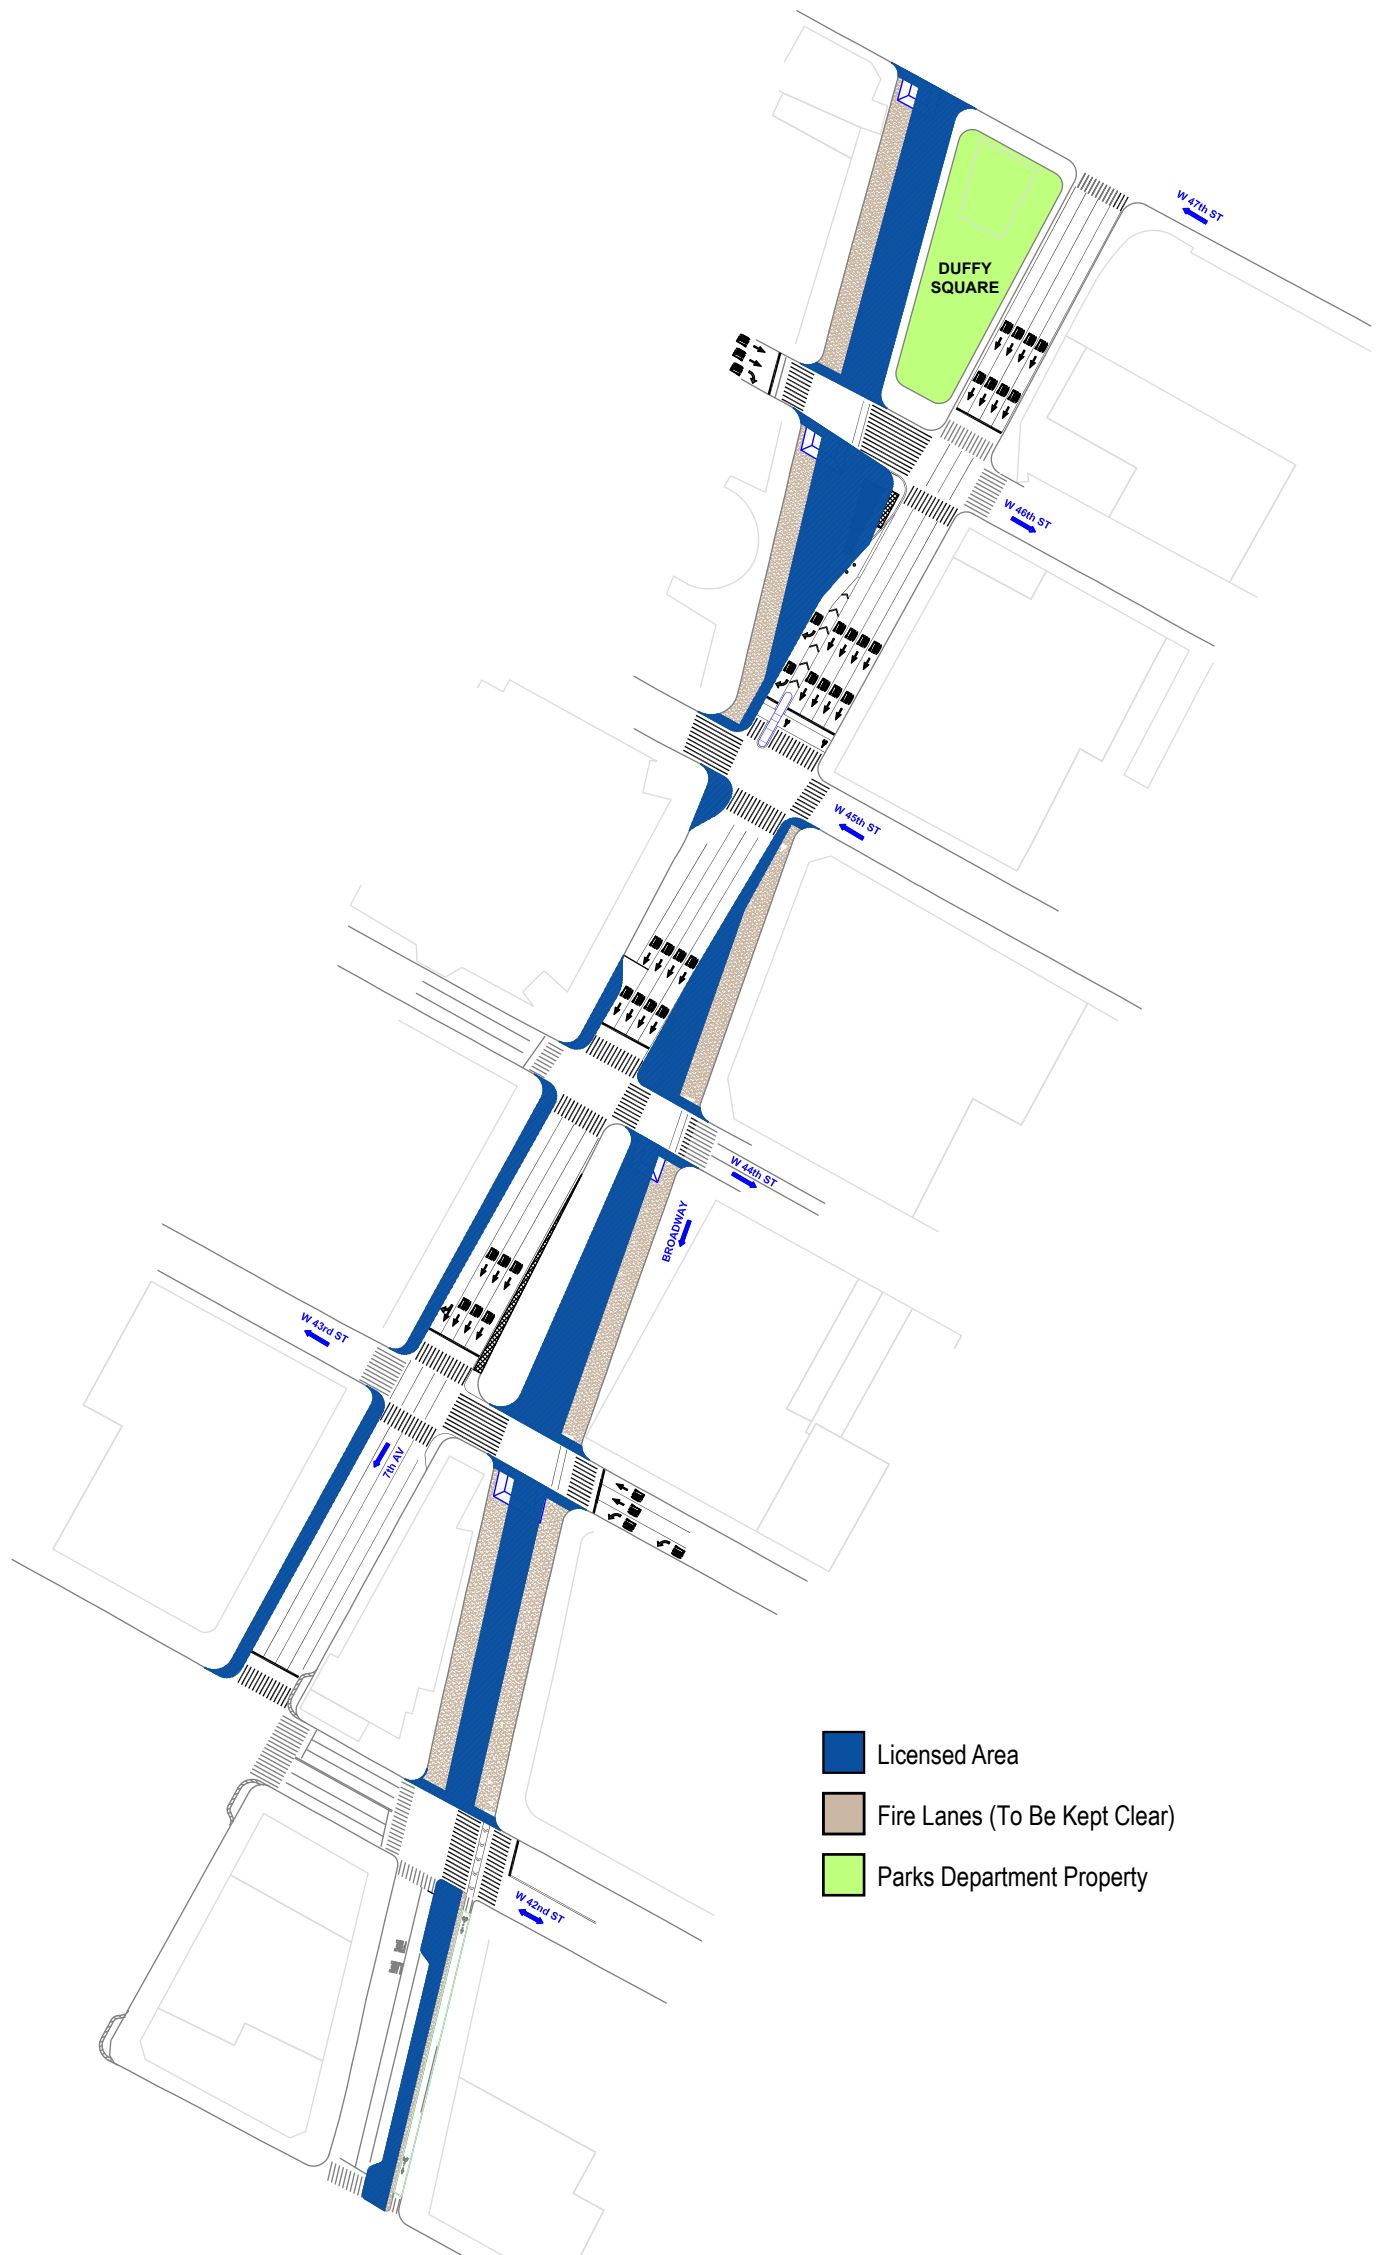 W 47th ST
DUFFY
SQUARE
W 46th ST
W 45th ST
W 44th ST
BROADWAY
W 43rd ST
7th AV
Licensed Area
Fire Lanes (To Be Kept Clear)
Parks Department Property
W 42nd ST